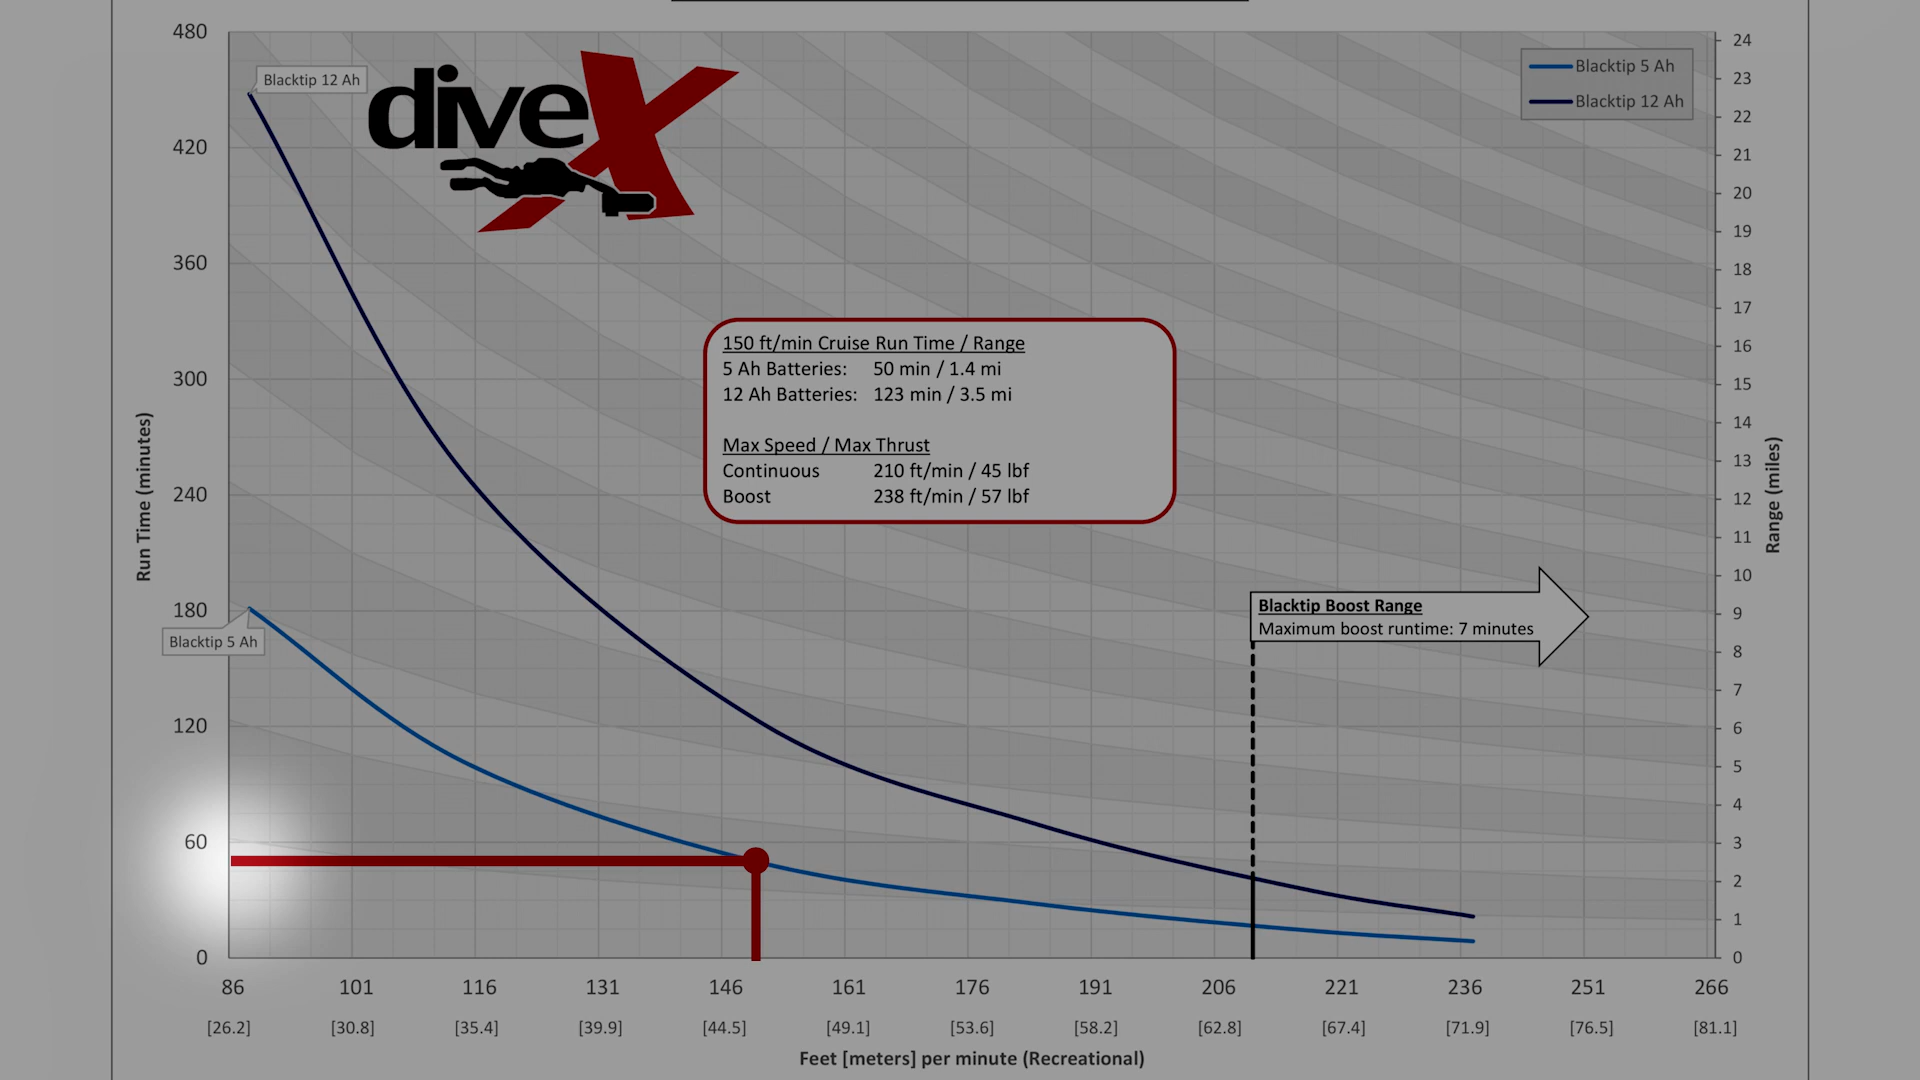 480
420
360
300
240
180
120
60
0
Run Time (minutes)
Blacktip 12 Ah
Blacktip 5 Ah
diveX
150 ft/min Cruise Run Time / Range
5 Ah Batteries: 50 min / 1.4 mi
12 Ah Batteries: 123 min / 3.5 mi
Max Speed / Max Thrust
Continuous 210 ft/min / 45 lbf
Boost 238 ft/min / 57 lbf
Blacktip Boost Range
Maximum boost runtime: 7 minutes
Blacktip 5 Ah
Blacktip 12 Ah
24
23
22
21
20
19
18
17
16
15
14
13
12
11
10
9
8
7
6
5
4
3
2
1
0
Range (miles)
86 101 116 131 146 161 176 191 206 221 236 251 266
[26.2] [30.8] [35.4] [39.9] [44.5] [49.1] [53.6] [58.2] [62.8] [67.4] [71.9] [76.5] [81.1]
Feet [meters] per minute (Recreational)